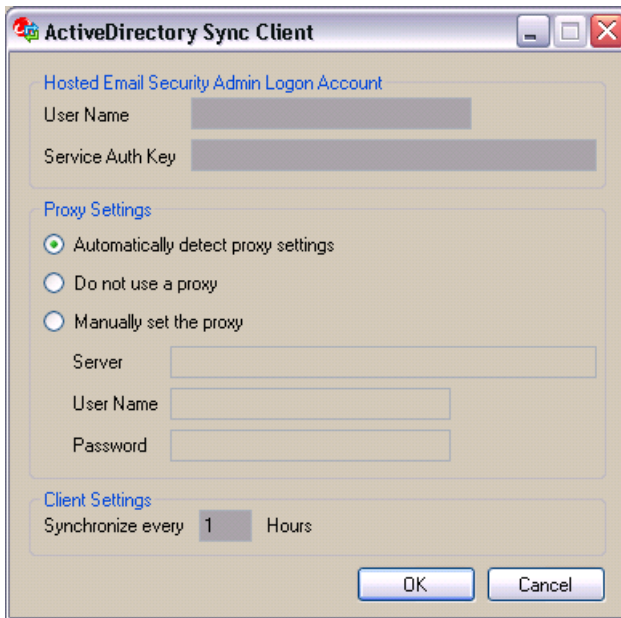 ActiveDirectory Sync Client
Hosted Email Security Admin Logon Account
User Name
Service Auth Key
Proxy Settings
Automatically detect proxy settings
Do not use a proxy
Manually set the proxy
Server
User Name
Password
Client Settings
Synchronize every 1 Hours
OK Cancel